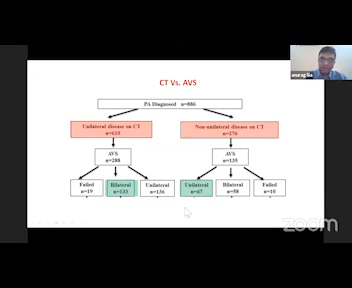 anurag lila
CT Vs. AVS
PA Diagnosed n=986
Unilateral disease on CT
n=610
Non-unilateral disease on CT
n=276
AVS
n=288
AVS
n=135
Failed
n=19
Bilateral
n=133
Unilateral
n=136
Unilateral
n=67
Bilateral
n=58
Failed
n=10
zoom